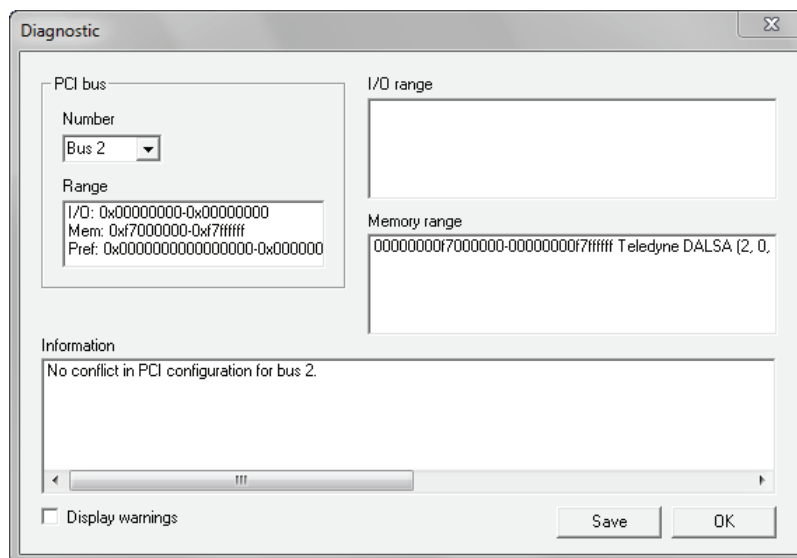 Diagnostic
PCI bus
Number
Bus 2
Range
I/O: 0x00000000-0x00000000
Mem: 0xf7000000-0xf7ffffff
Pref: 0x0000000000000000-0x000000
I/O range
Memory range
00000000f7000000-00000000f7ffffff Teledyne DALSA (2, 0,
Information
No conflict in PCI configuration for bus 2.
Display warnings
Save
OK